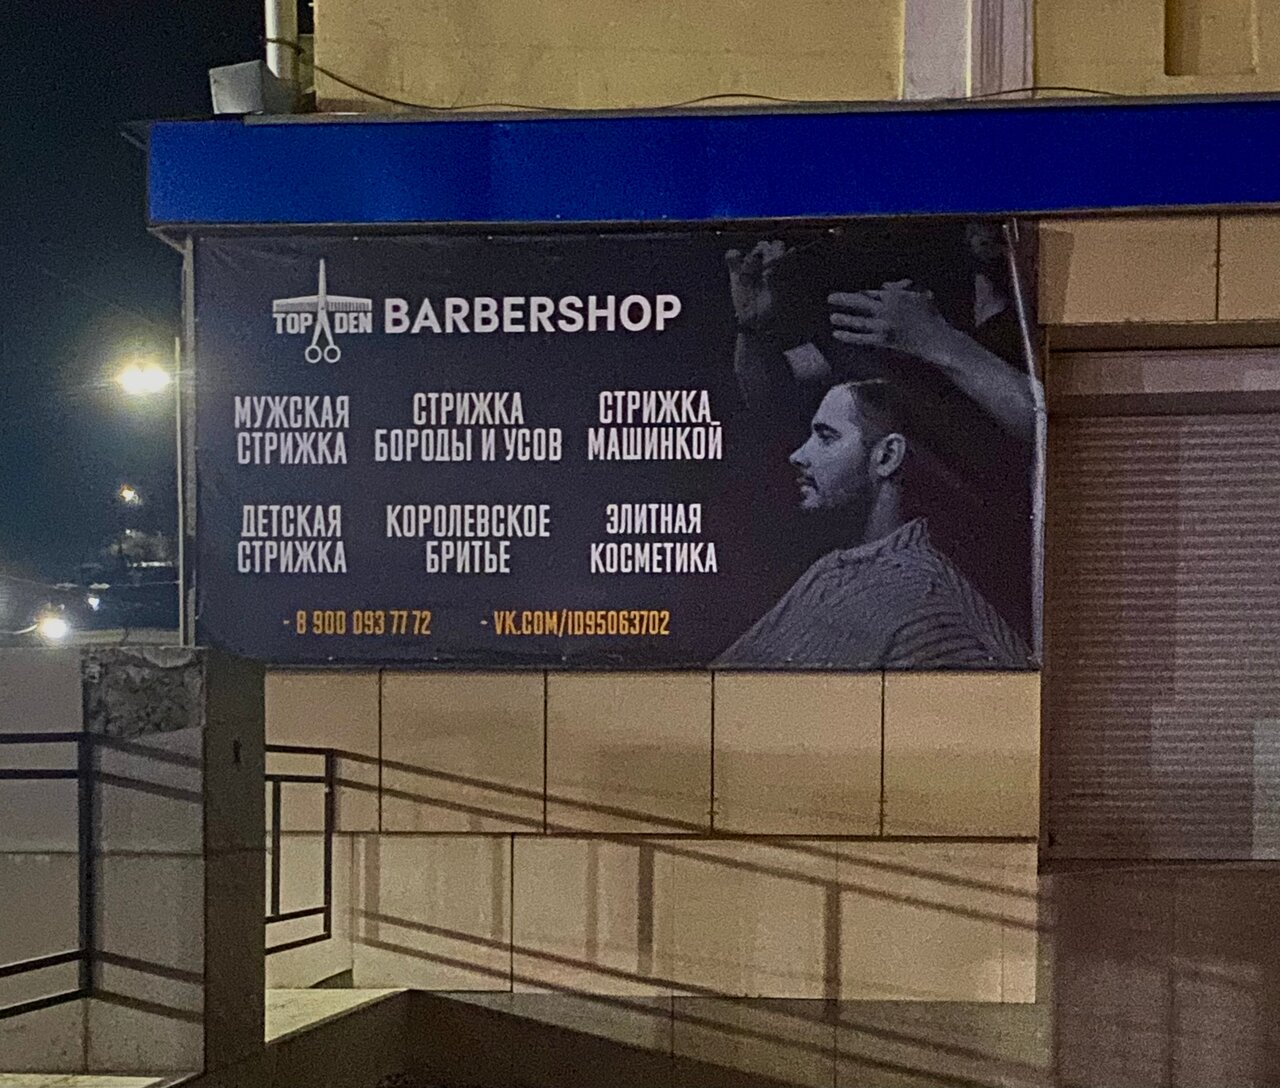 TOP DEN BARBERSHOP
МУЖСКАЯ
СТРИЖКА
СТРИЖКА
БОРОДЫ И УСОВ
СТРИЖКА
МАШИНКОЙ
ДЕТСКАЯ
СТРИЖКА
КОРОЛЕВСКОЕ
БРИТЬЕ
ЭЛИТНАЯ
КОСМЕТИКА
- 8 900 093 77 72
- VK.COM/ID95063702